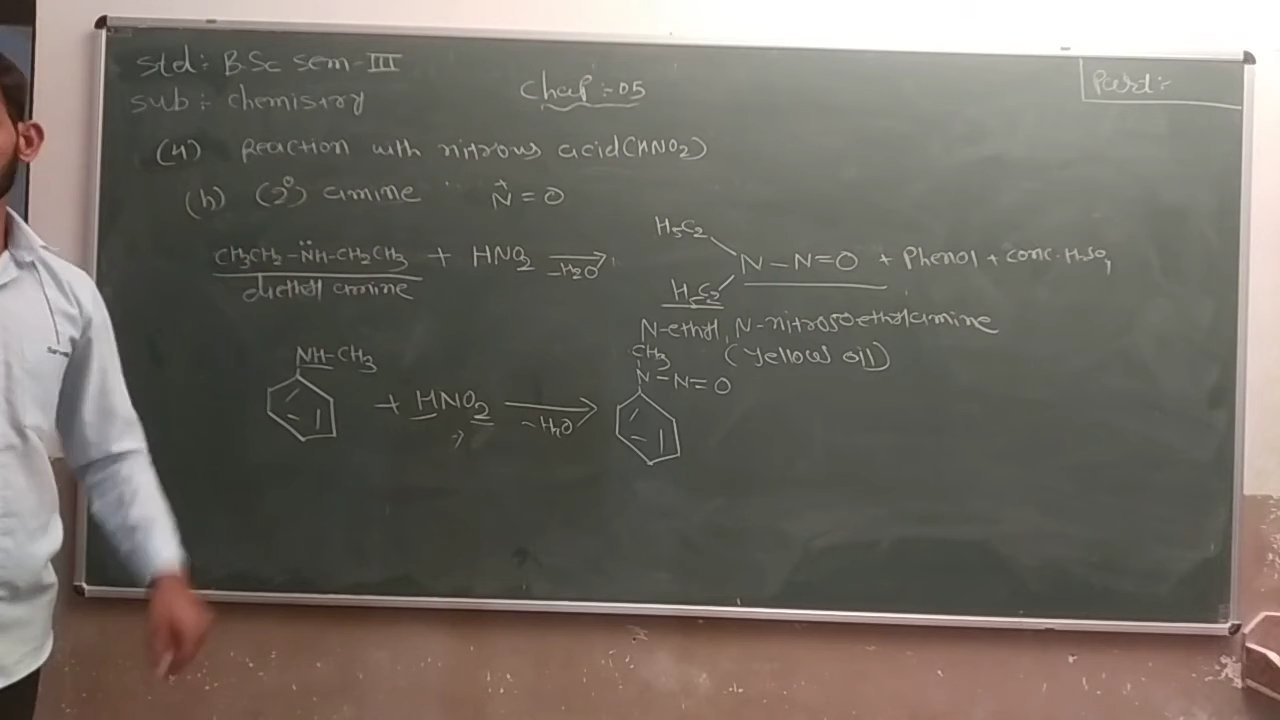 Std: B.Sc sem-III
Sub: chemistry
Chap:-05
Part:-
(4) Reaction with nitrous acid (HNO2)
(b) (2°) amine :N⁺=O
CH3CH2-N̈H-CH2CH3 + HNO2 -H2O
diethyl amine
H5C2
H5C2
N-N=O + Phenol + conc. H2SO4
N-ethyl, N-nitrosoethylamine
(Yellow oil)
NH-CH3
+ HNO2 -H2O
CH3
N-N=O